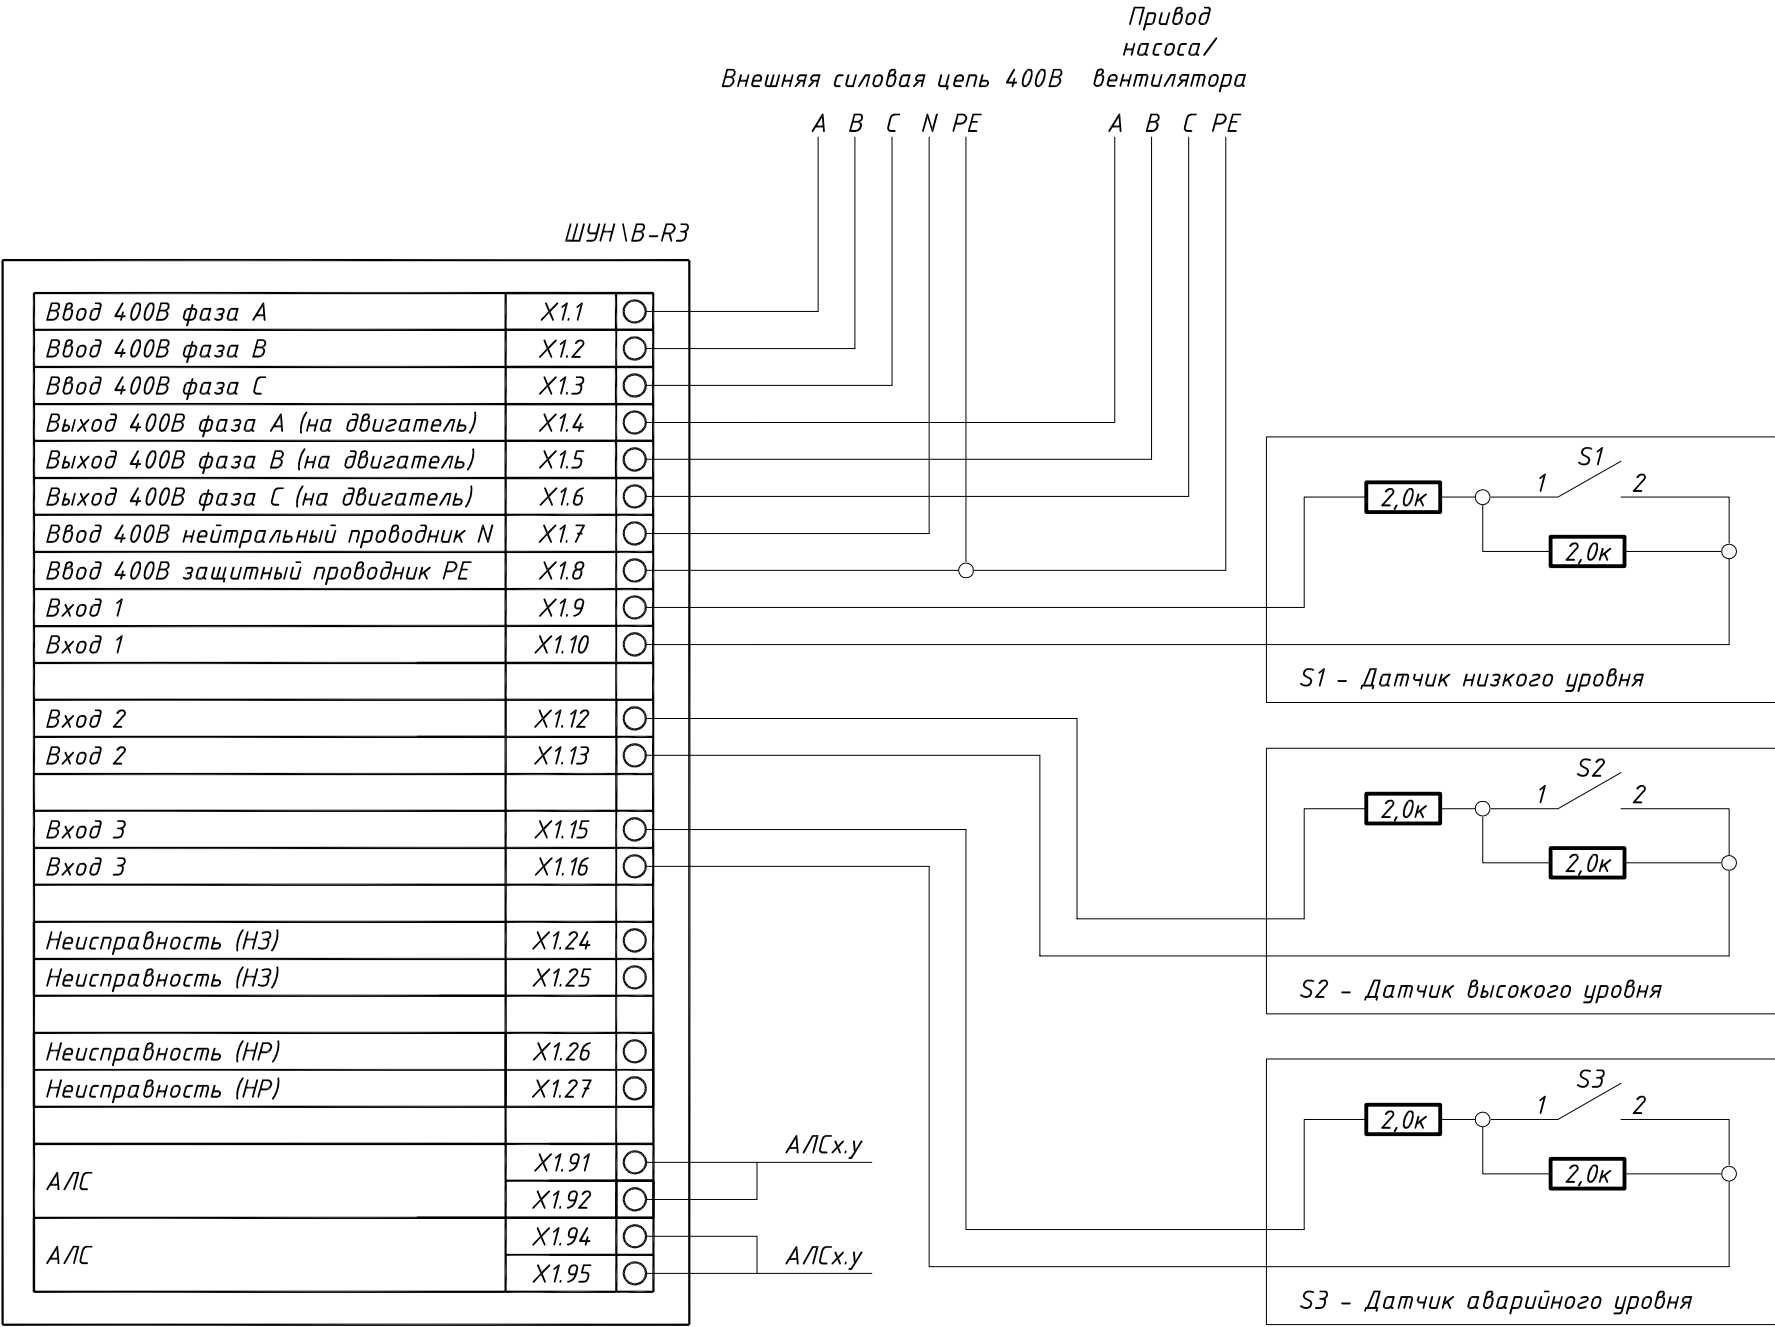 Привод
насоса/
Внешняя силовая цепь 400В вентилятора
A B C N PE A B C PE
ШУН\В-R3
Ввод 400В фаза А X1.1
Ввод 400В фаза В X1.2
Ввод 400В фаза С X1.3
Выход 400В фаза А (на двигатель) X1.4
Выход 400В фаза В (на двигатель) X1.5
Выход 400В фаза С (на двигатель) X1.6
Ввод 400В нейтральный проводник N X1.7
Ввод 400В защитный проводник PE X1.8
Вход 1 X1.9
Вход 1 X1.10
Вход 2 X1.12
Вход 2 X1.13
Вход 3 X1.15
Вход 3 X1.16
Неисправность (НЗ) X1.24
Неисправность (НЗ) X1.25
Неисправность (НР) X1.26
Неисправность (НР) X1.27
АЛС X1.91
X1.92
АЛС X1.94
X1.95
АЛСх.у
АЛСх.у
S1
1 2
2,0к
2,0к
S1 - Датчик низкого уровня
S2
1 2
2,0к
2,0к
S2 - Датчик высокого уровня
S3
1 2
2,0к
2,0к
S3 - Датчик аварийного уровня